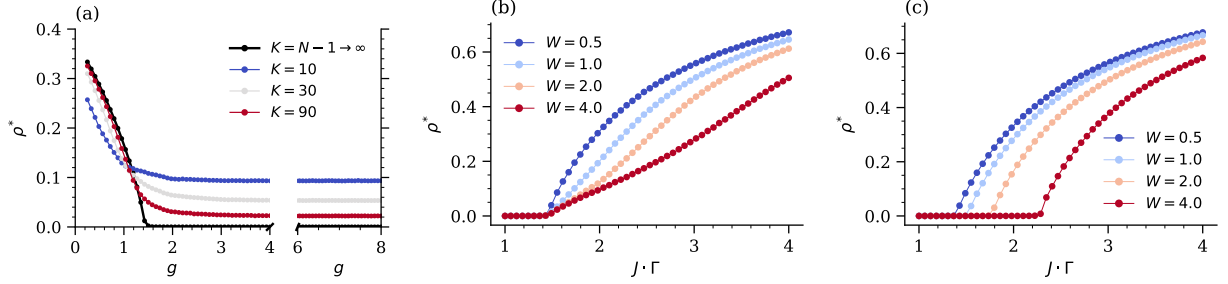 (a)
0.4
0.3
0.2
0.1
0.0
ρ*
0 1 2 3 4 6 8
g g
K = N − 1 → ∞
K = 10
K = 30
K = 90
(b)
0.6
0.4
0.2
0.0
ρ*
1 2 3 4
J · Γ
W = 0.5
W = 1.0
W = 2.0
W = 4.0
(c)
0.6
0.4
0.2
0.0
ρ*
1 2 3 4
J · Γ
W = 0.5
W = 1.0
W = 2.0
W = 4.0